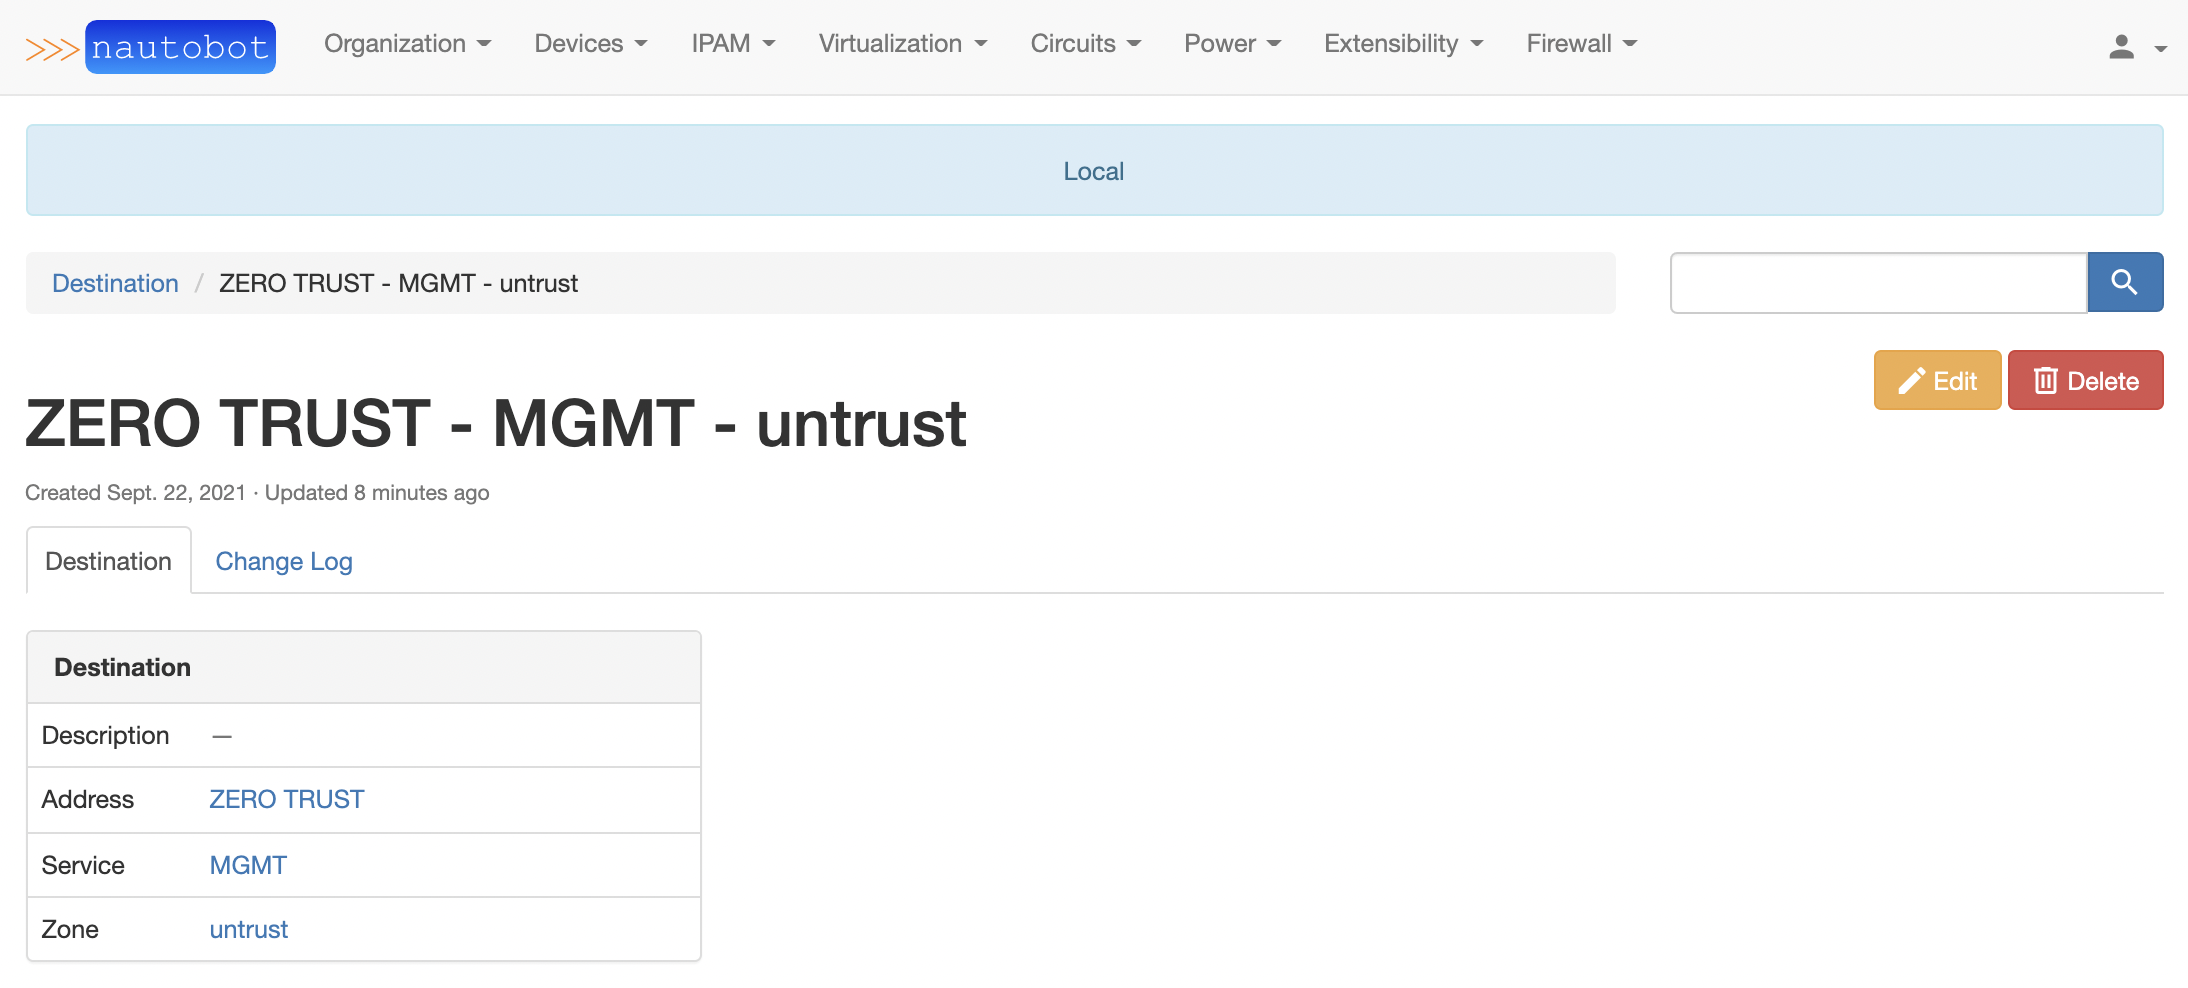 >>> nautobot Organization Devices IPAM Virtualization Circuits Power Extensibility Firewall
Local
Destination / ZERO TRUST - MGMT - untrust
Edit Delete
ZERO TRUST - MGMT - untrust
Created Sept. 22, 2021 · Updated 8 minutes ago
Destination Change Log
Destination
Description —
Address ZERO TRUST
Service MGMT
Zone untrust